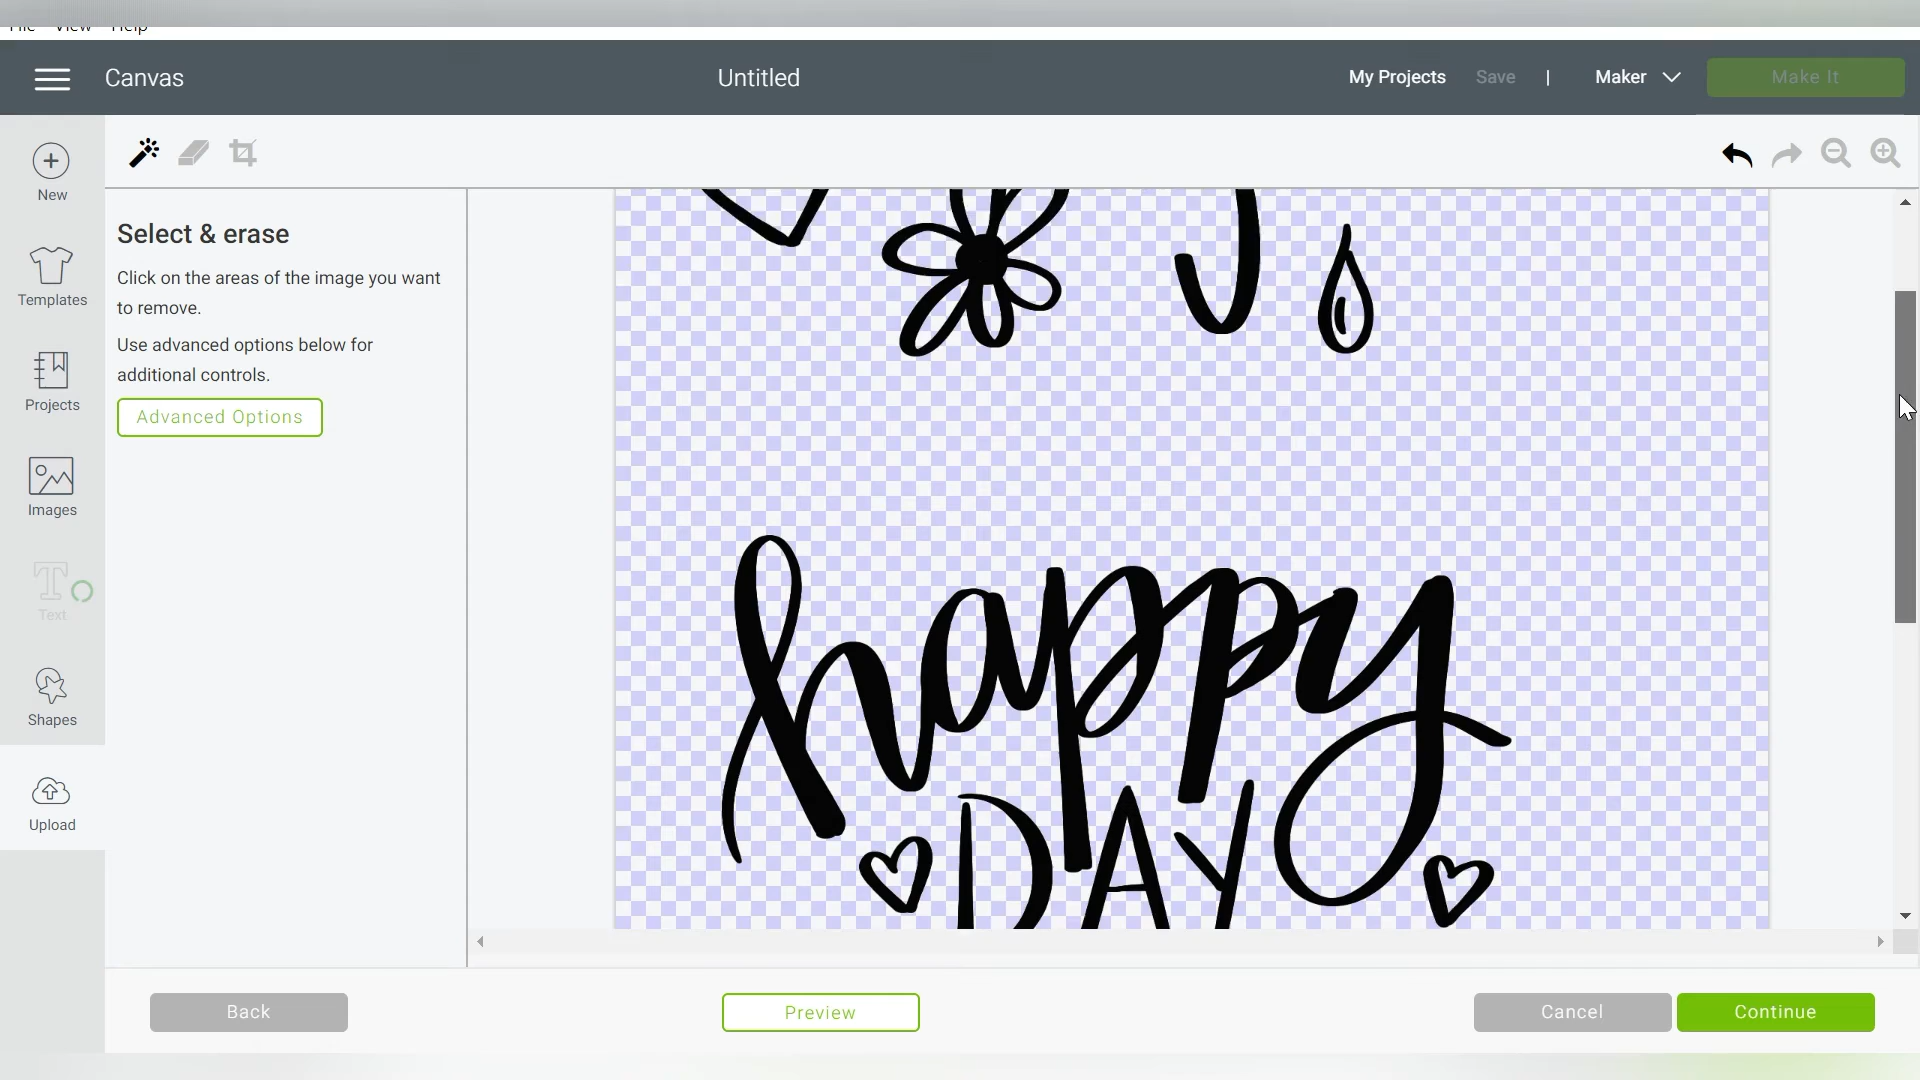 File View Help
Canvas Untitled My Projects Save | Maker Make It
New
Templates
Projects
Images
Text
Shapes
Upload
Select & erase
Click on the areas of the image you want
to remove.
Use advanced options below for
additional controls.
Advanced Options
happy
DAY
Back Preview Cancel Continue